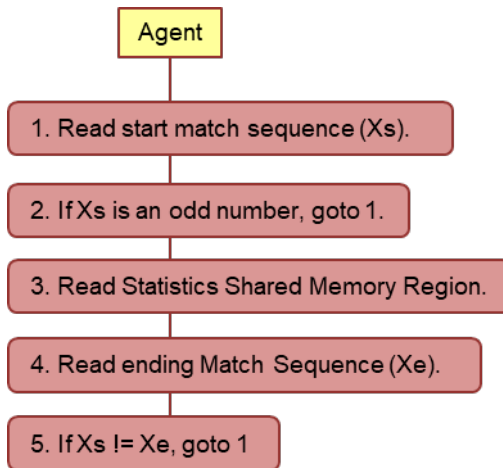 Agent
1. Read start match sequence (Xs).
2. If Xs is an odd number, goto 1.
3. Read Statistics Shared Memory Region.
4. Read ending Match Sequence (Xe).
5. If Xs != Xe, goto 1